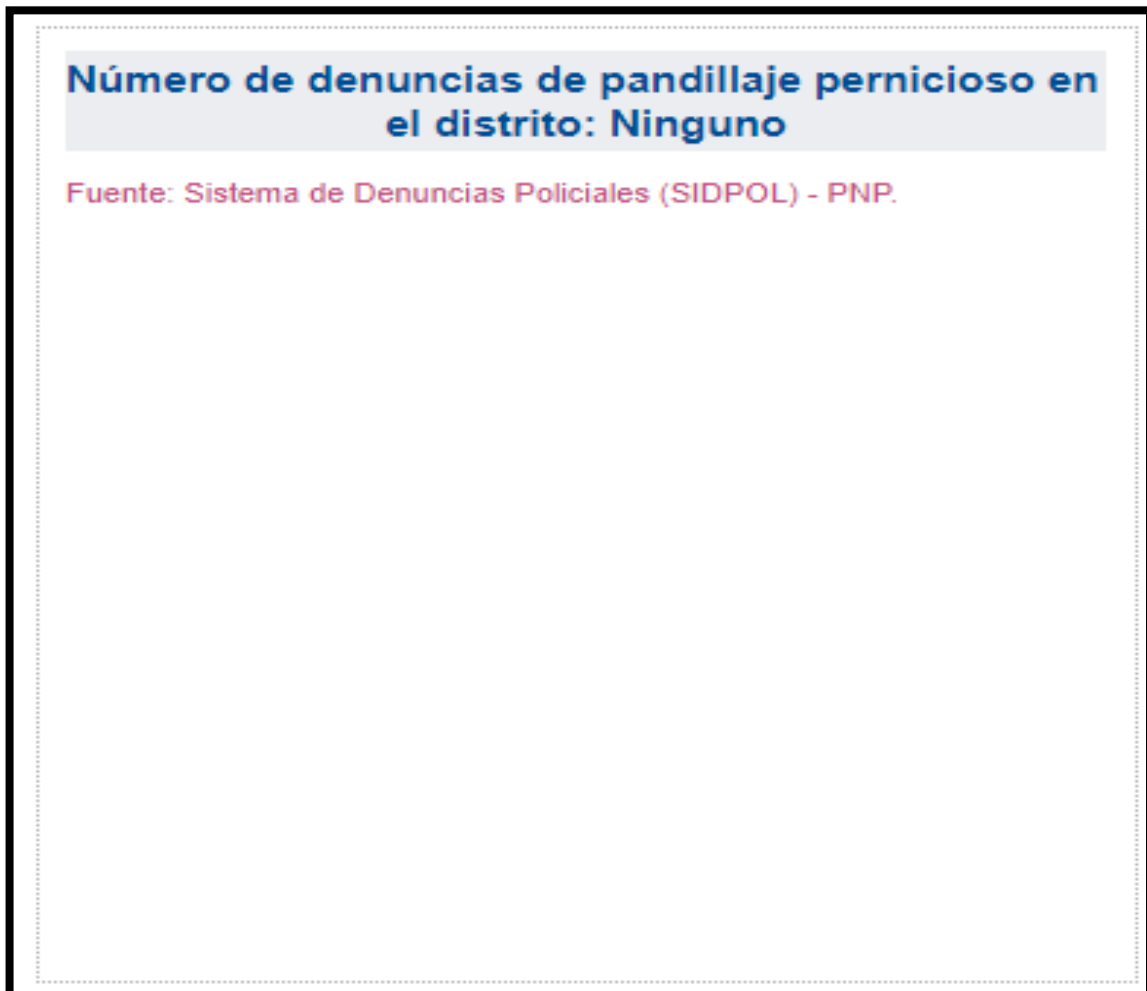 Número de denuncias de pandillaje pernicioso en
el distrito: Ninguno
Fuente: Sistema de Denuncias Policiales (SIDPOL) - PNP.